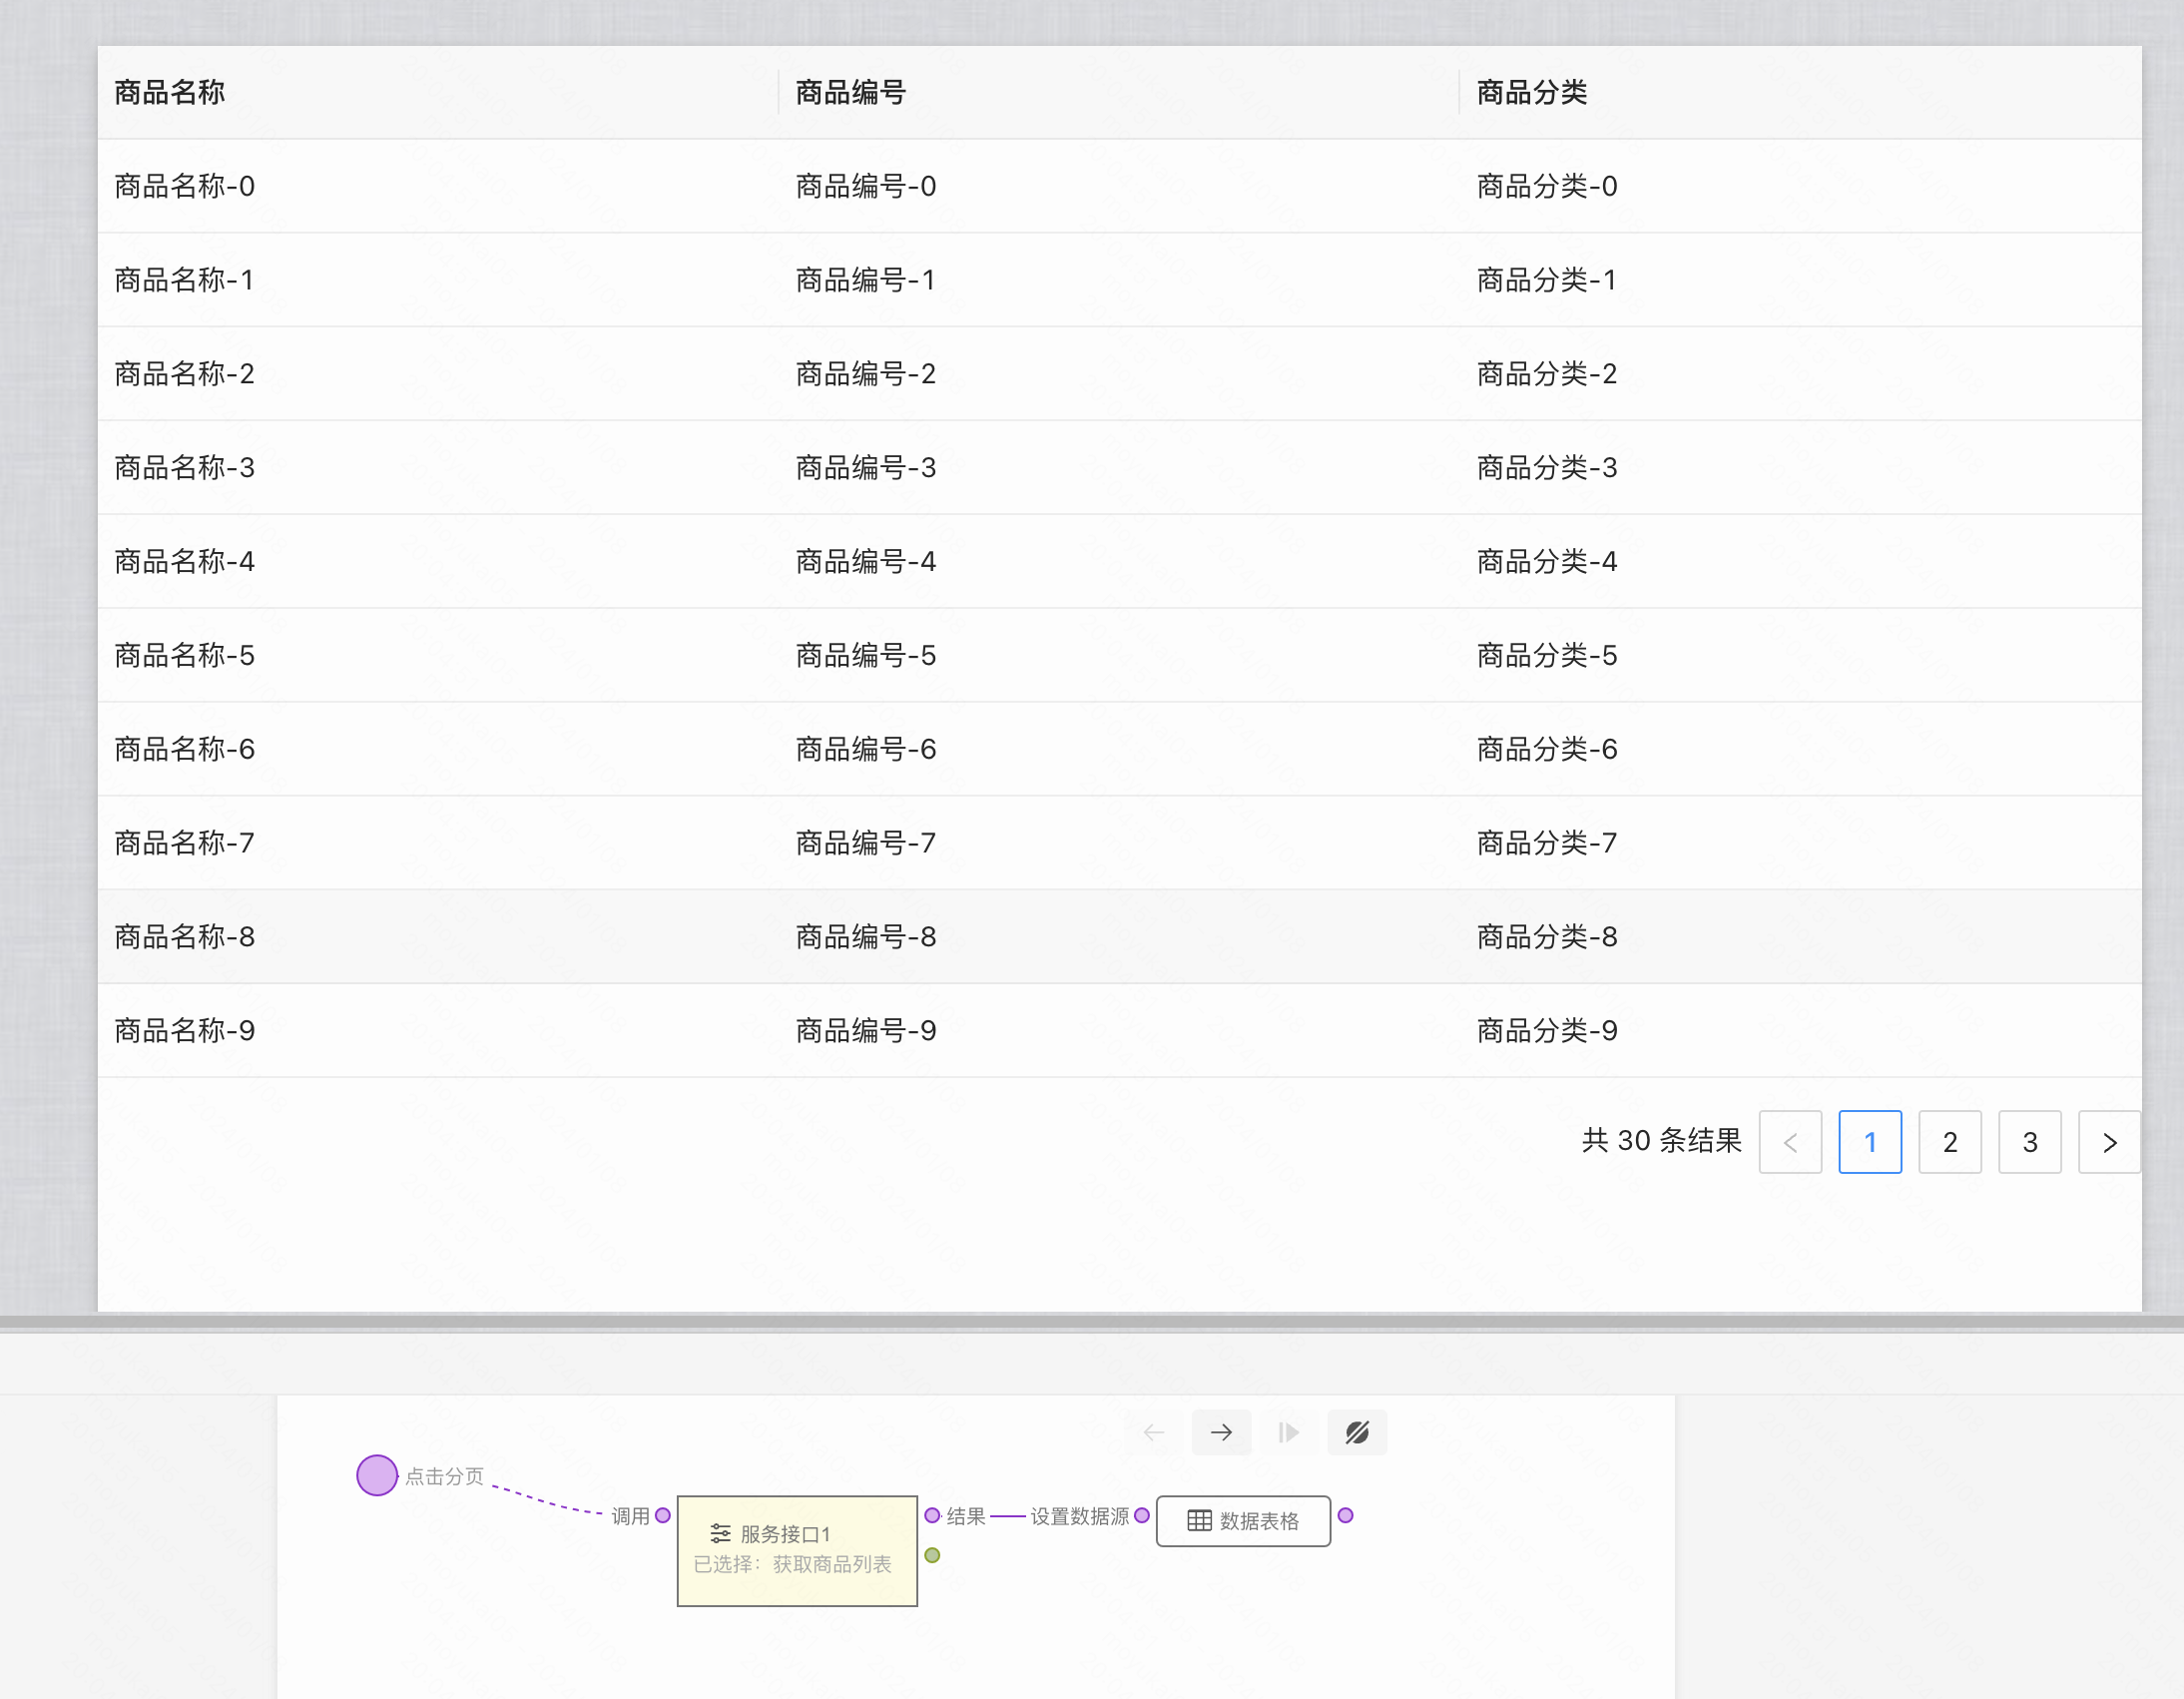 商品名称 商品编号 商品分类
商品名称-0 商品编号-0 商品分类-0
商品名称-1 商品编号-1 商品分类-1
商品名称-2 商品编号-2 商品分类-2
商品名称-3 商品编号-3 商品分类-3
商品名称-4 商品编号-4 商品分类-4
商品名称-5 商品编号-5 商品分类-5
商品名称-6 商品编号-6 商品分类-6
商品名称-7 商品编号-7 商品分类-7
商品名称-8 商品编号-8 商品分类-8
商品名称-9 商品编号-9 商品分类-9
共 30 条结果 < 1 2 3 >
点击分页
调用 服务接口1 结果 设置数据源 数据表格
已选择：获取商品列表